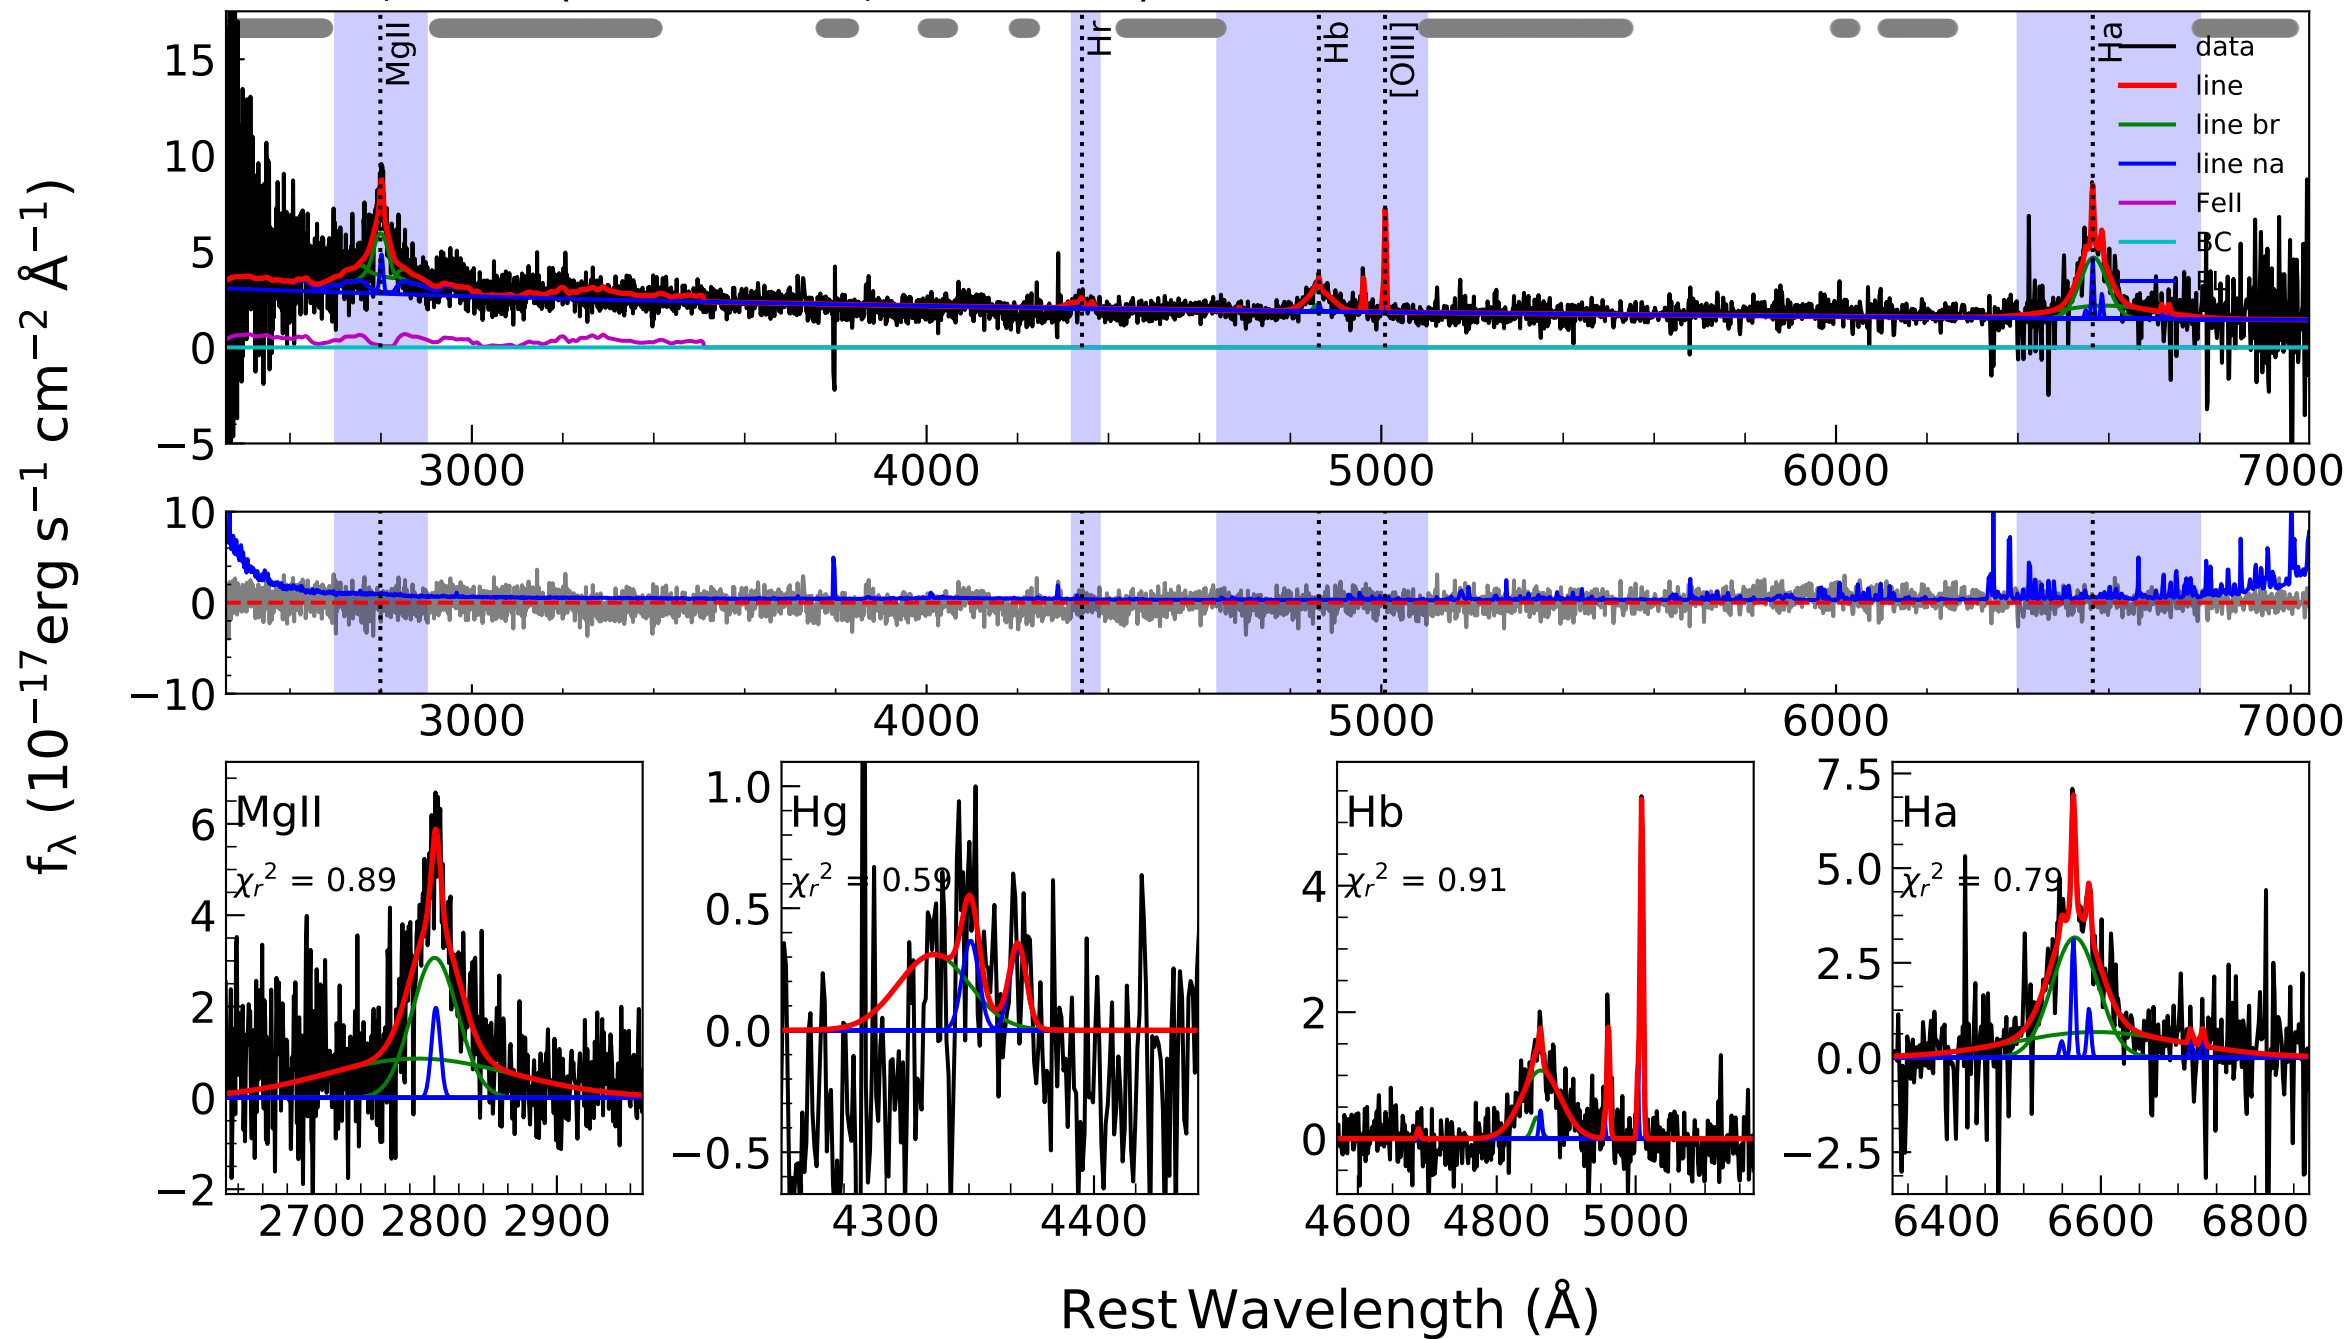 f_λ (10^−17 erg s^−1 cm^−2 Å^−1)
MgII
Hr
Hb
[OIII]
Ha
data
line
line br
line na
FeII
BC
15
10
5
0
−5
3000 4000 5000 6000 7000
10
0
−10
3000 4000 5000 6000 7000
MgII
χ_r^2 = 0.89
6
4
2
0
−2
2700 2800 2900
Hg
χ_r^2 = 0.59
1.0
0.5
0.0
−0.5
4300 4400
Hb
χ_r^2 = 0.91
4
2
0
4600 4800 5000
Ha
χ_r^2 = 0.79
7.5
5.0
2.5
0.0
−2.5
6400 6600 6800
Rest Wavelength (Å)